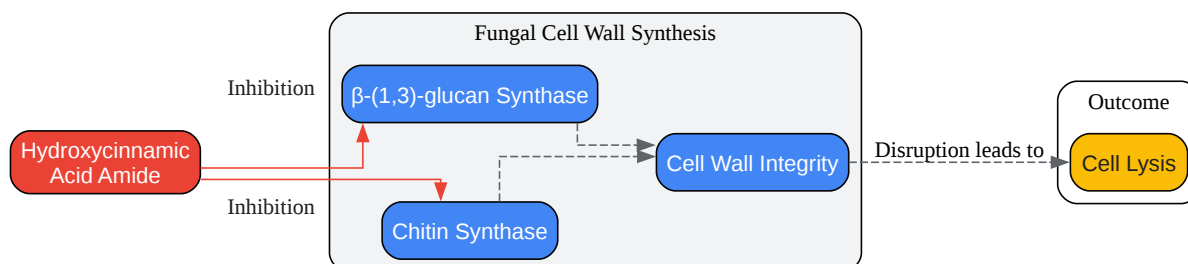 Fungal Cell Wall Synthesis
Inhibition
β-(1,3)-glucan Synthase
Outcome
Hydroxycinnamic
Acid Amide
Cell Wall Integrity
Disruption leads to
Cell Lysis
Inhibition
Chitin Synthase